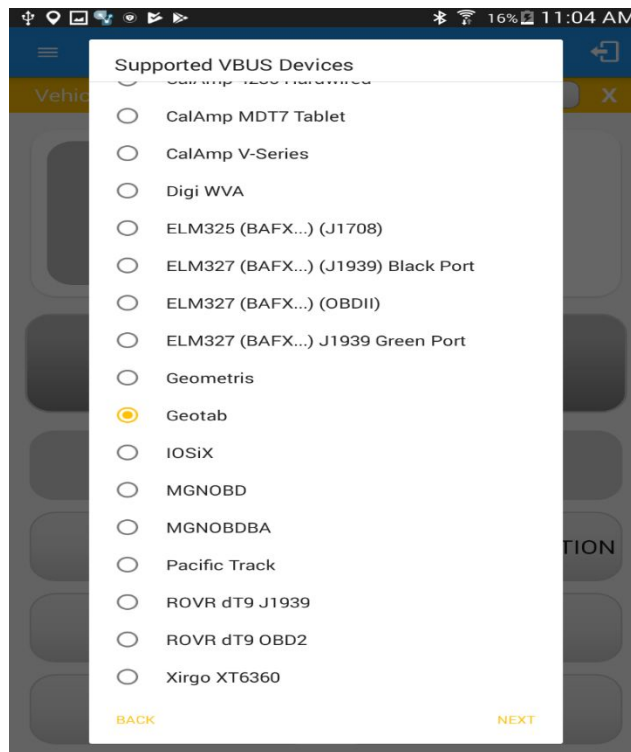 16% 11:04 AM
Supported VBUS Devices
Vehic
X
CalAmp MDT7 Tablet
CalAmp V-Series
Digi WVA
ELM325 (BAFX...) (J1708)
ELM327 (BAFX...) (J1939) Black Port
ELM327 (BAFX...) (OBDII)
ELM327 (BAFX...) J1939 Green Port
Geometris
Geotab
IOSiX
MGNOBD
MGNOBDBA
Pacific Track
TION
ROVR dT9 J1939
ROVR dT9 OBD2
Xirgo XT6360
BACK
NEXT